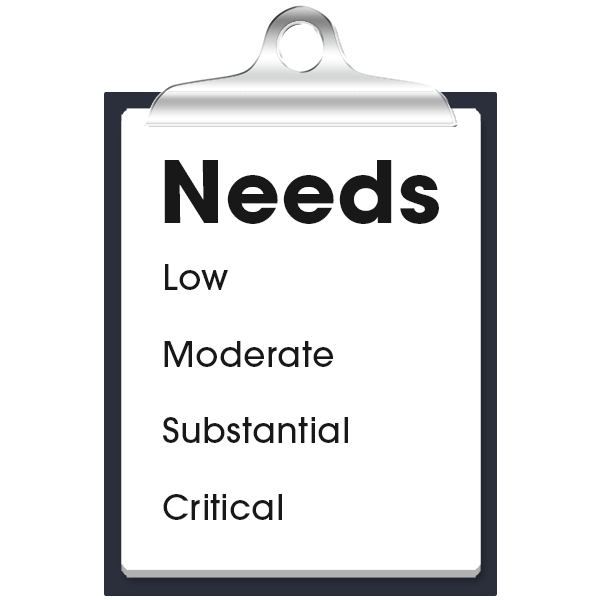 Needs
Low
Moderate
Substantial
Critical